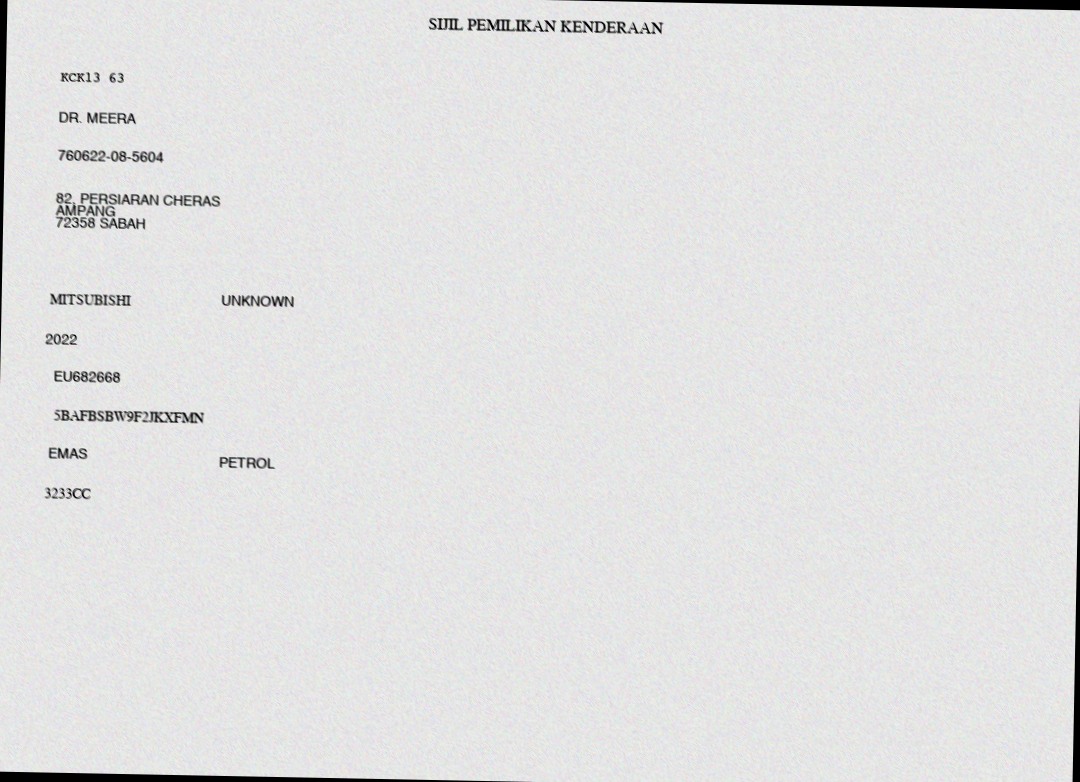 SIJIL PEMILIKAN KENDERAAN
KCK13 63
DR. MEERA
760622-08-5604
82, PERSIARAN CHERAS
AMPANG
72358 SABAH
MITSUBISHI UNKNOWN
2022
EU682668
5BAFBSBW9F2JKXFMN
EMAS
PETROL
3233CC